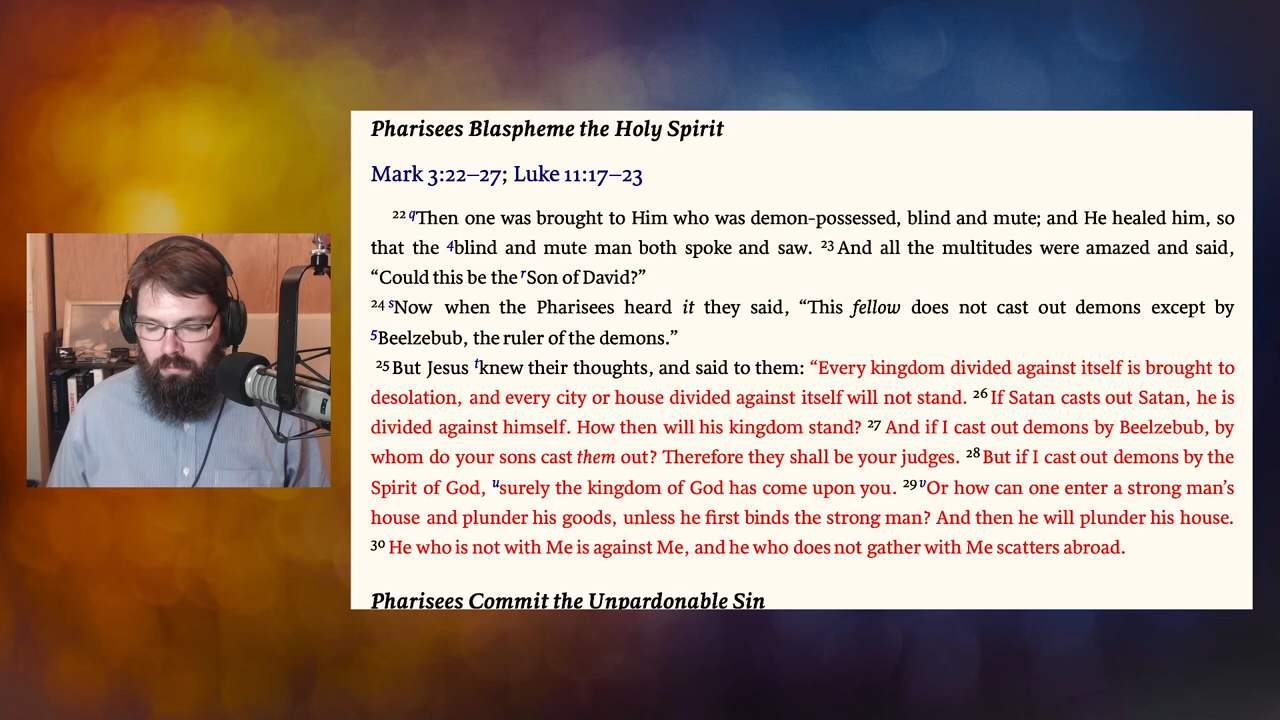 Pharisees Blaspheme the Holy Spirit
Mark 3:22–27; Luke 11:17–23
22 qThen one was brought to Him who was demon-possessed, blind and mute; and He healed him, so
that the 4blind and mute man both spoke and saw. 23 And all the multitudes were amazed and said,
“Could this be the rSon of David?”
24 sNow when the Pharisees heard it they said, “This fellow does not cast out demons except by
5Beelzebub, the ruler of the demons.”
25 But Jesus tknew their thoughts, and said to them: “Every kingdom divided against itself is brought to
desolation, and every city or house divided against itself will not stand. 26 If Satan casts out Satan, he is
divided against himself. How then will his kingdom stand? 27 And if I cast out demons by Beelzebub, by
whom do your sons cast them out? Therefore they shall be your judges. 28 But if I cast out demons by the
Spirit of God, usurely the kingdom of God has come upon you. 29 vOr how can one enter a strong man’s
house and plunder his goods, unless he first binds the strong man? And then he will plunder his house.
30 He who is not with Me is against Me, and he who does not gather with Me scatters abroad.
Pharisees Commit the Unpardonable Sin